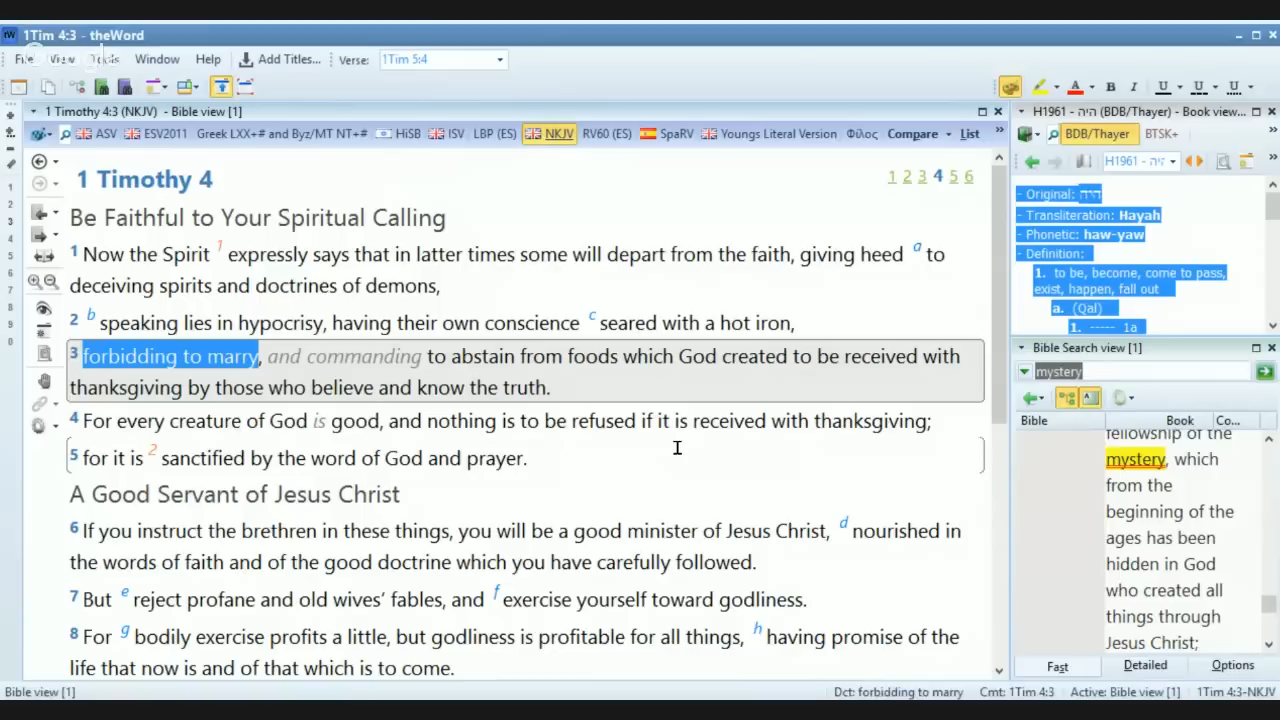 1Tim 4:3 - theWord
File View Tools Window Help Add Titles... Verse: 1Tim 5:4
B I U U U
1 Timothy 4:3 (NKJV) - Bible view [1]
ASV ESV2011 Greek LXX+# and Byz/MT NT+# HiSB ISV LBP (ES) NKJV RV60 (ES) SpaRV Youngs Literal Version Φίλος Compare List
1 Timothy 4
1 2 3 4 5 6
Be Faithful to Your Spiritual Calling
1 Now the Spirit 1 expressly says that in latter times some will depart from the faith, giving heed a to
deceiving spirits and doctrines of demons,
2 b speaking lies in hypocrisy, having their own conscience c seared with a hot iron,
3 forbidding to marry, and commanding to abstain from foods which God created to be received with
thanksgiving by those who believe and know the truth.
4 For every creature of God is good, and nothing is to be refused if it is received with thanksgiving;
5 for it is 2 sanctified by the word of God and prayer.
A Good Servant of Jesus Christ
6 If you instruct the brethren in these things, you will be a good minister of Jesus Christ, d nourished in
the words of faith and of the good doctrine which you have carefully followed.
7 But e reject profane and old wives’ fables, and f exercise yourself toward godliness.
8 For g bodily exercise profits a little, but godliness is profitable for all things, h having promise of the
life that now is and of that which is to come.
1
2
3
4
5
6
7
8
9
0
H1961 - היה (BDB/Thayer) - Book view...
BDB/Thayer BTSK+
H1961 - היה
- Original: היה
- Transliteration: Hayah
- Phonetic: haw-yaw
- Definition:
1. to be, become, come to pass,
exist, happen, fall out
a. (Qal)
1. ----- 1a
Bible Search view [1]
mystery
Bible Book Co...
fellowship of the
mystery, which
from the
beginning of the
ages has been
hidden in God
who created all
things through
Jesus Christ;
Fast Detailed Options
Bible view [1] Dct: forbidding to marry Cmt: 1Tim 4:3 Active: Bible view [1] 1Tim 4:3-NKJV